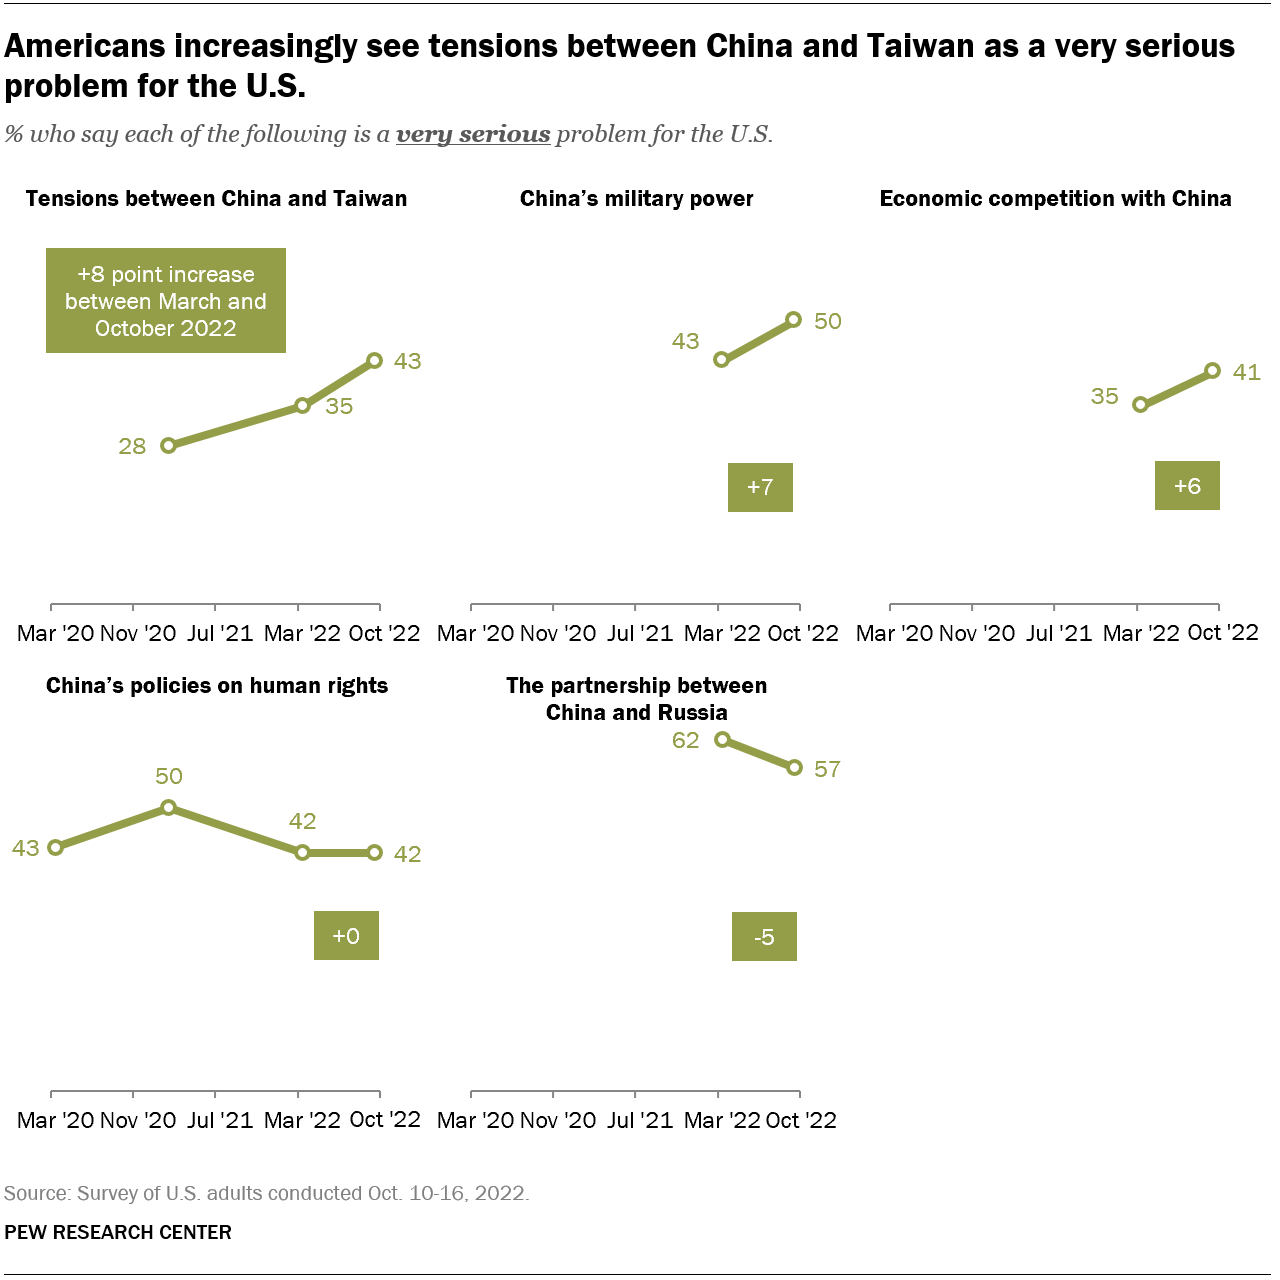 Americans increasingly see tensions between China and Taiwan as a very serious
problem for the U.S.
% who say each of the following is a very serious problem for the U.S.
Tensions between China and Taiwan
+8 point increase
between March and
October 2022
28
35
43
Mar '20 Nov '20 Jul '21 Mar '22 Oct '22
China’s military power
43
50
+7
Mar '20 Nov '20 Jul '21 Mar '22 Oct '22
Economic competition with China
35
41
+6
Mar '20 Nov '20 Jul '21 Mar '22 Oct '22
China’s policies on human rights
43
50
42
42
+0
Mar '20 Nov '20 Jul '21 Mar '22 Oct '22
The partnership between
China and Russia
62
57
-5
Mar '20 Nov '20 Jul '21 Mar '22 Oct '22
Source: Survey of U.S. adults conducted Oct. 10-16, 2022.
PEW RESEARCH CENTER